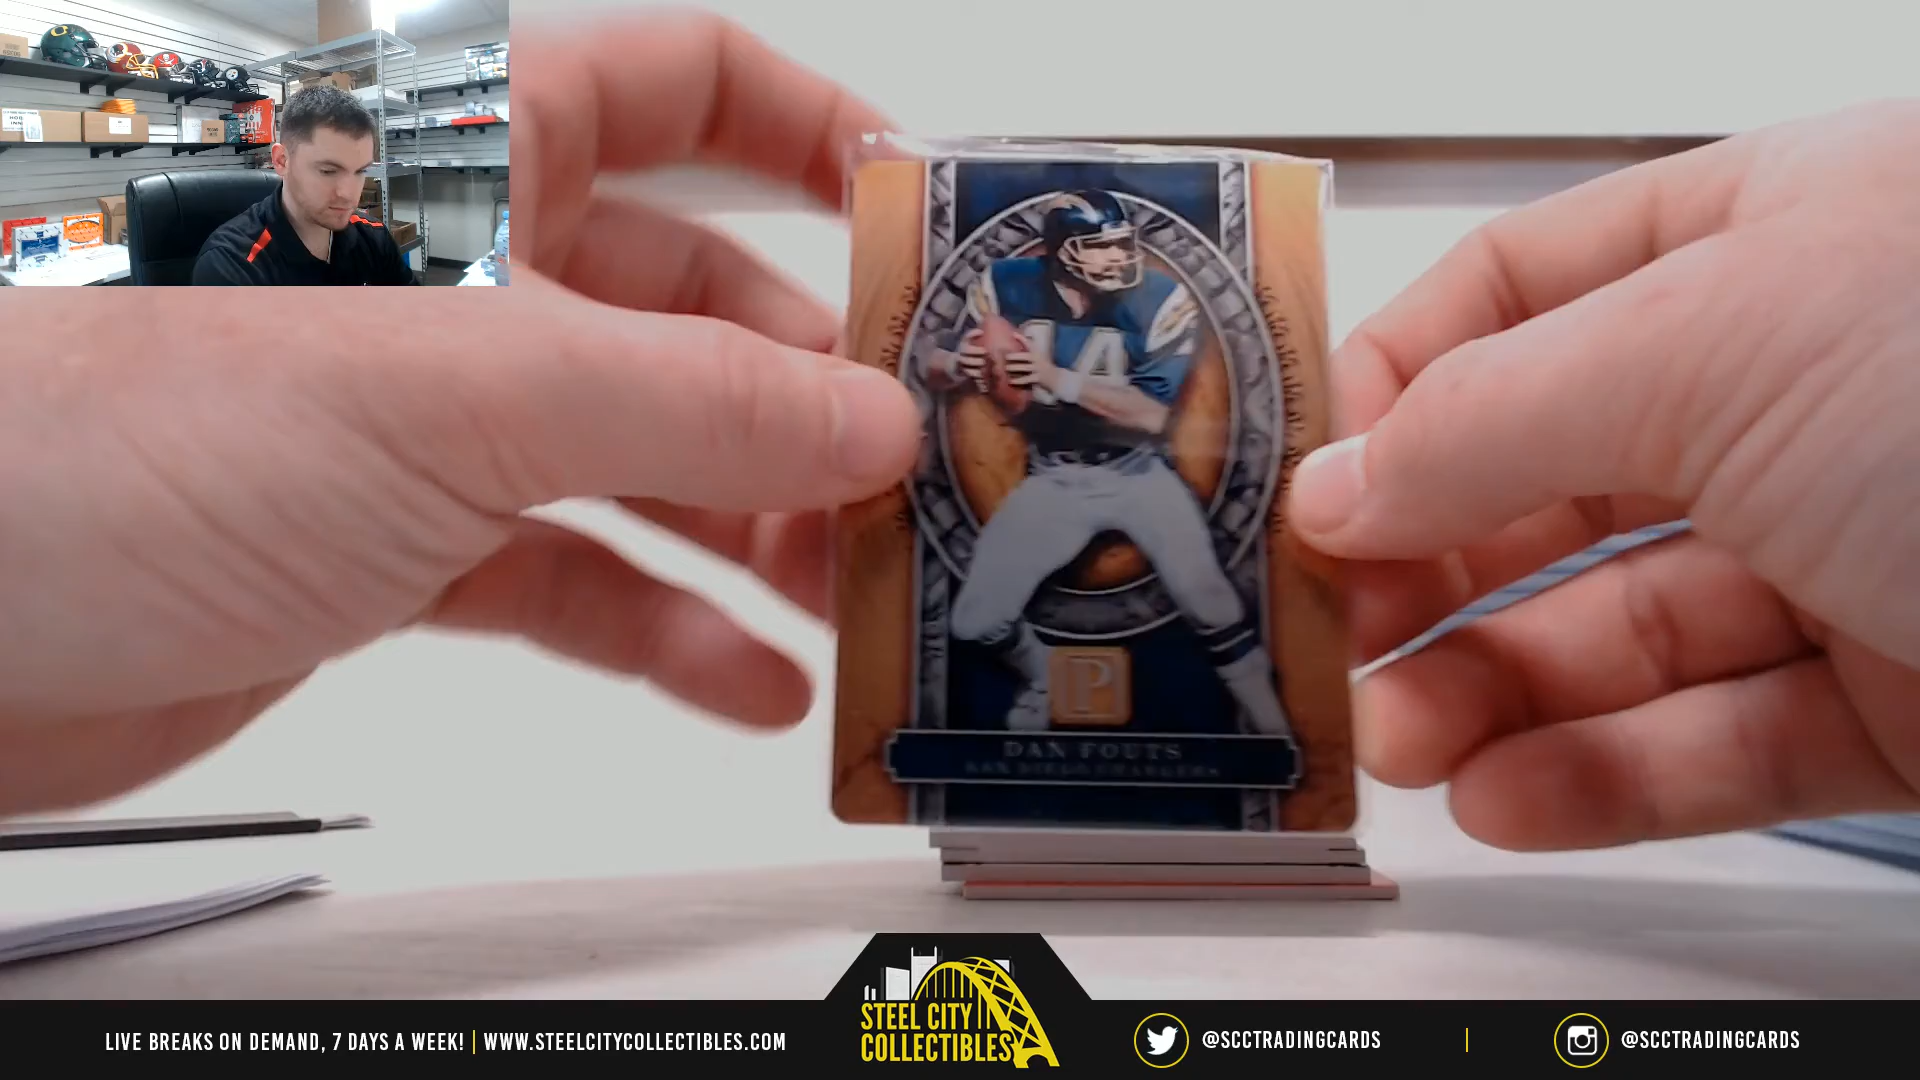 14
P
DAN FOUTS
SAN DIEGO CHARGERS
LIVE BREAKS ON DEMAND, 7 DAYS A WEEK! | WWW.STEELCITYCOLLECTIBLES.COM
STEEL CITY
COLLECTIBLES
@SCCTRADINGCARDS
@SCCTRADINGCARDS